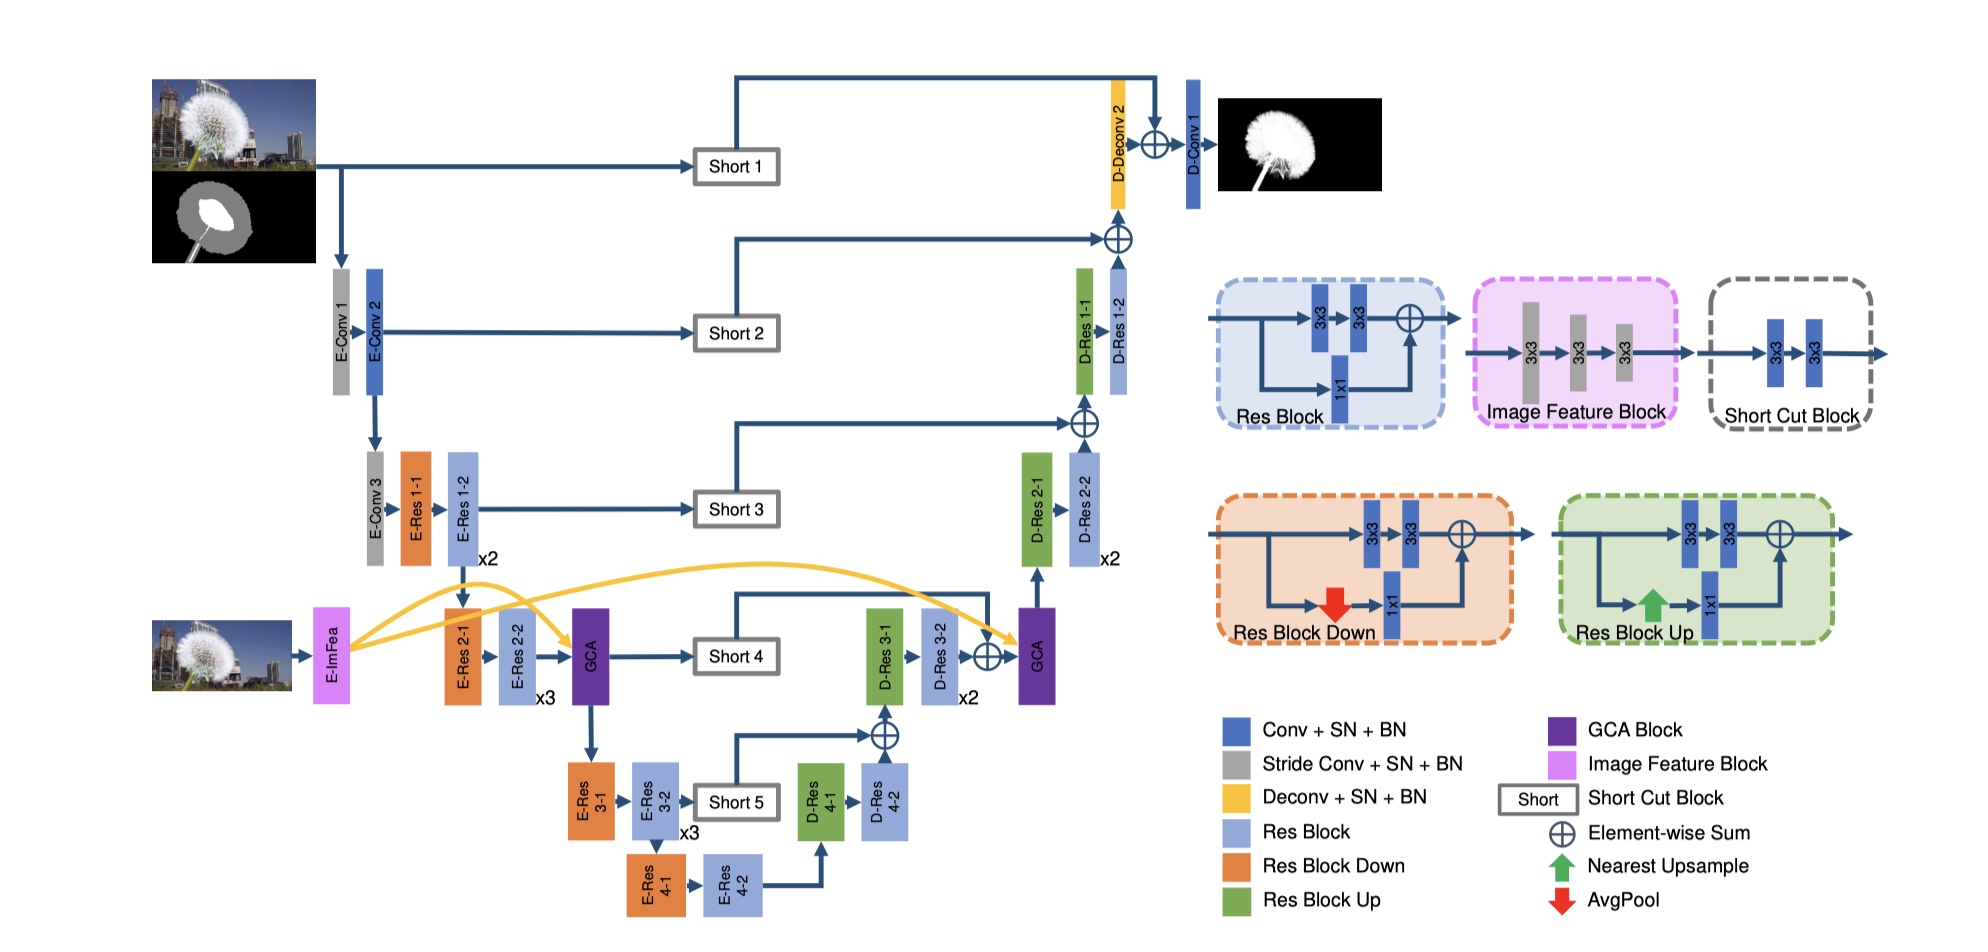 Short 1
D-Deconv 2
D-Conv 1
E-Conv 1
E-Conv 2
Short 2
D-Res 1-1
D-Res 1-2
E-Conv 3
E-Res 1-1
E-Res 1-2
x2
Short 3
D-Res 2-1
D-Res 2-2
x2
E-ImFea
E-Res 2-1
E-Res 2-2
x3
GCA
Short 4
D-Res 3-1
D-Res 3-2
x2
GCA
E-Res
3-1
E-Res
3-2
x3
Short 5
D-Res
4-1
D-Res
4-2
E-Res
4-1
E-Res
4-2
3x3
3x3
1x1
Res Block
3x3
3x3
3x3
Image Feature Block
3x3
3x3
Short Cut Block
3x3
3x3
1x1
Res Block Down
3x3
3x3
1x1
Res Block Up
Conv + SN + BN
Stride Conv + SN + BN
Deconv + SN + BN
Res Block
Res Block Down
Res Block Up
GCA Block
Image Feature Block
Short
Short Cut Block
Element-wise Sum
Nearest Upsample
AvgPool